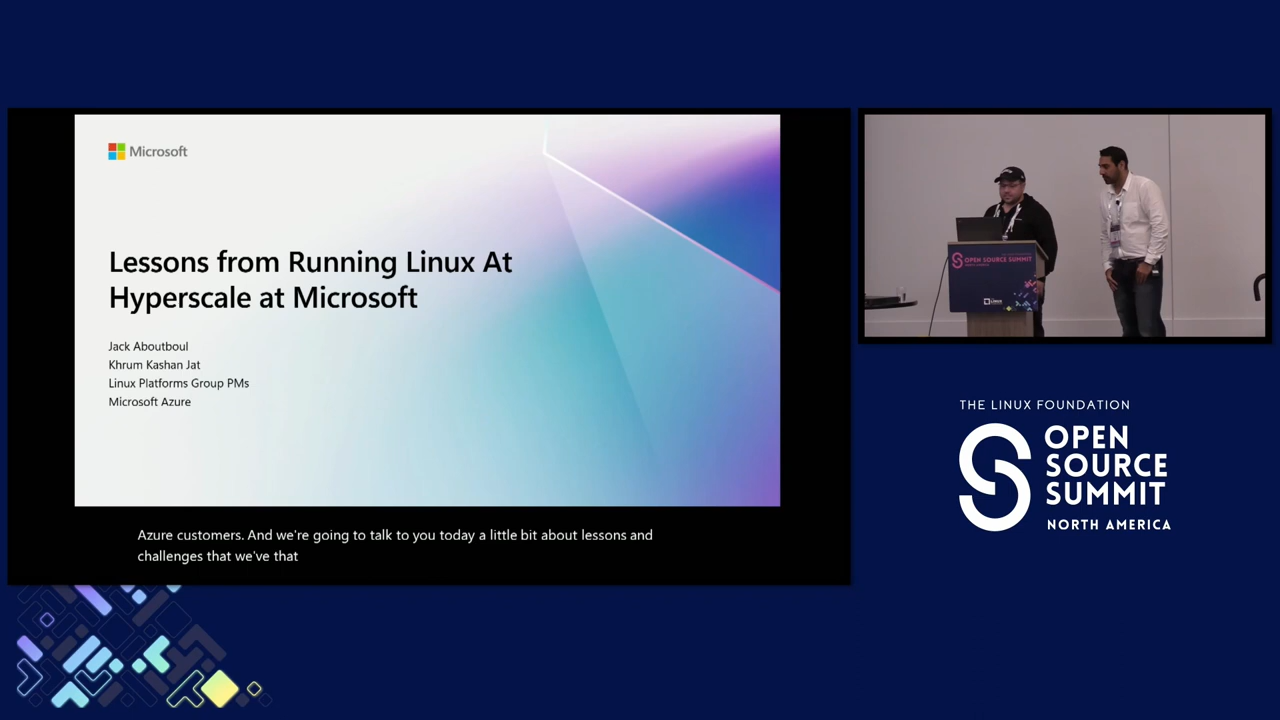 Microsoft
Lessons from Running Linux At
Hyperscale at Microsoft
Jack Aboutboul
Khrum Kashan Jat
Linux Platforms Group PMs
Microsoft Azure
Azure customers. And we're going to talk to you today a little bit about lessons and
challenges that we've that
OPEN SOURCE SUMMIT
THE LINUX FOUNDATION
OPEN
SOURCE
SUMMIT
NORTH AMERICA